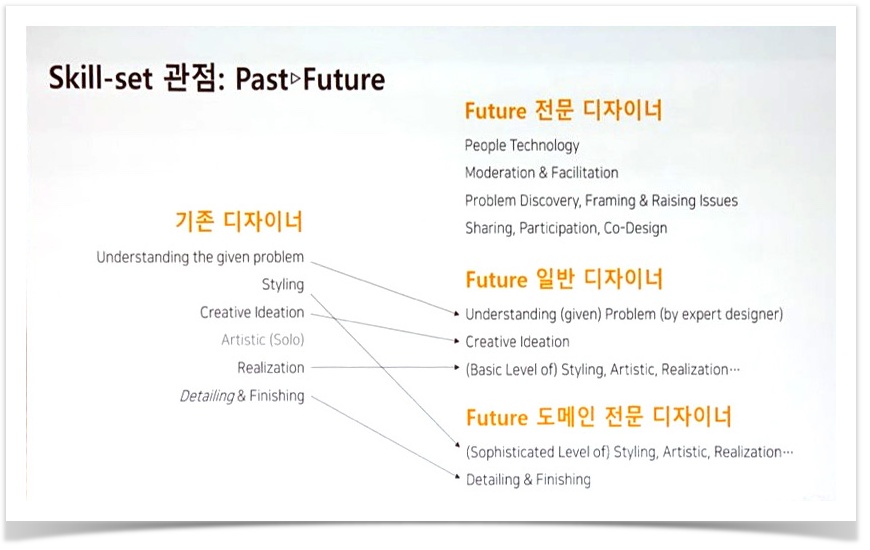 Skill-set 관점: Past▹Future
기존 디자이너
Understanding the given problem
Styling
Creative Ideation
Artistic (Solo)
Realization
Detailing & Finishing
Future 전문 디자이너
People Technology
Moderation & Facilitation
Problem Discovery, Framing & Raising Issues
Sharing, Participation, Co-Design
Future 일반 디자이너
Understanding (given) Problem (by expert designer)
Creative Ideation
(Basic Level of) Styling, Artistic, Realization…
Future 도메인 전문 디자이너
(Sophisticated Level of) Styling, Artistic, Realization…
Detailing & Finishing